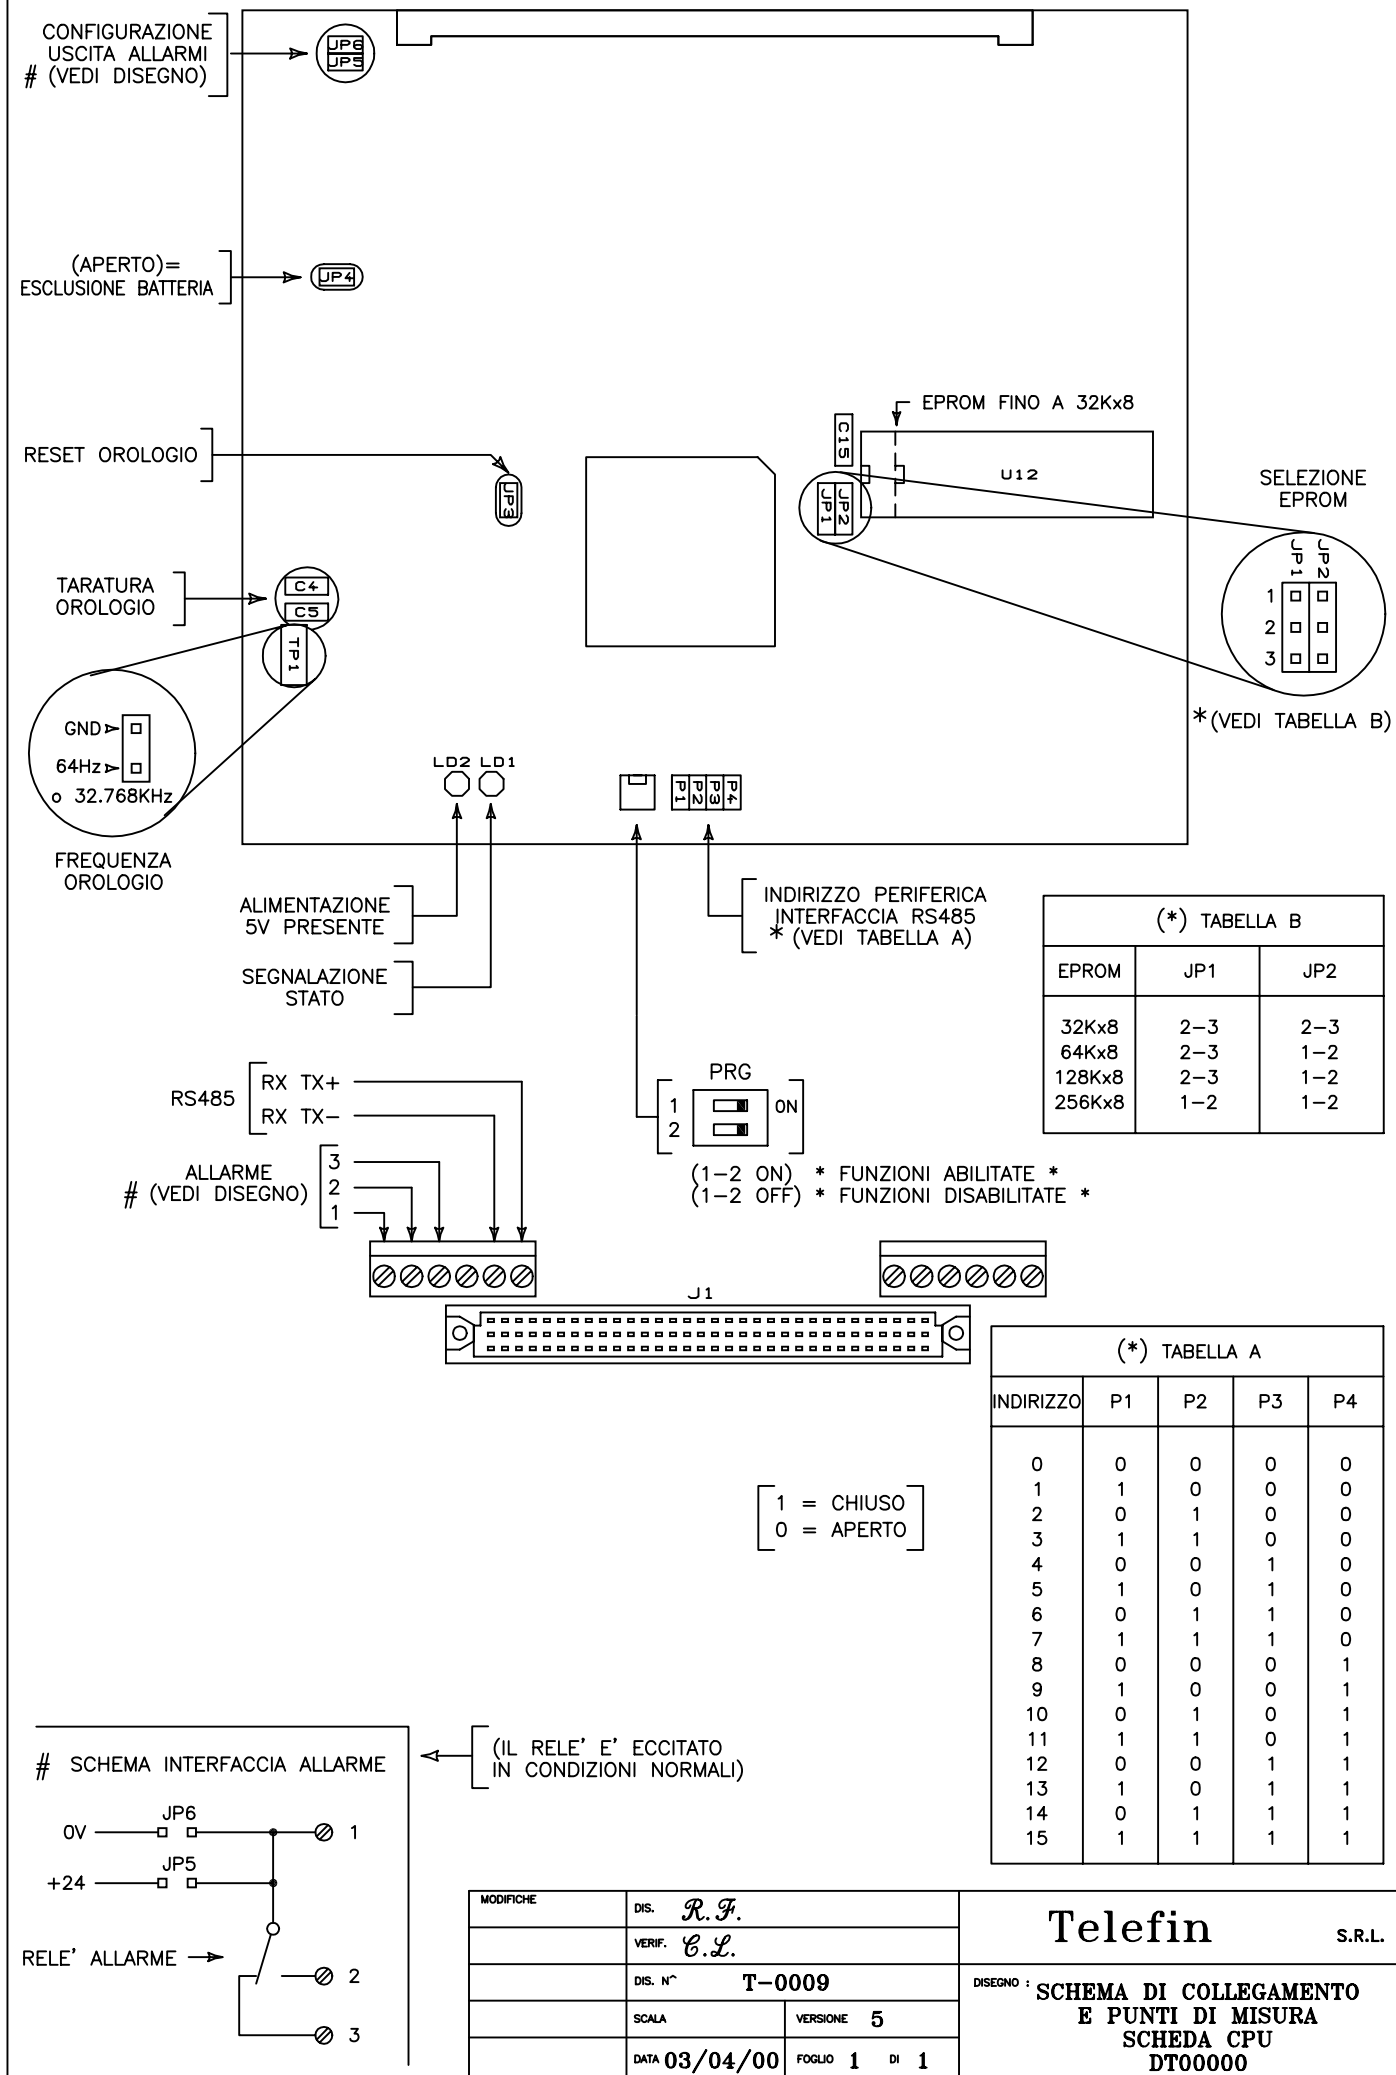 CONFIGURAZIONE
USCITA ALLARMI
# (VEDI DISEGNO)
JP6
JP5
(APERTO)=
ESCLUSIONE BATTERIA
JP4
RESET OROLOGIO
JP3
EPROM FINO A 32Kx8
C15
U12
JP1
JP2
SELEZIONE
EPROM
JP1
JP2
1
2
3
*(VEDI TABELLA B)
TARATURA
OROLOGIO
C4
C5
TP1
GND
64Hz
o 32.768KHz
FREQUENZA
OROLOGIO
LD2 LD1
P1 P2 P3 P4
ALIMENTAZIONE
5V PRESENTE
SEGNALAZIONE
STATO
INDIRIZZO PERIFERICA
INTERFACCIA RS485
* (VEDI TABELLA A)
(*) TABELLA B
EPROM JP1 JP2
32Kx8 2-3 2-3
64Kx8 2-3 1-2
128Kx8 2-3 1-2
256Kx8 1-2 1-2
RS485
RX TX+
RX TX-
ALLARME
# (VEDI DISEGNO)
3
2
1
PRG
1
2
ON
(1-2 ON) * FUNZIONI ABILITATE *
(1-2 OFF) * FUNZIONI DISABILITATE *
J1
(*) TABELLA A
INDIRIZZO P1 P2 P3 P4
0 0 0 0 0
1 1 0 0 0
2 0 1 0 0
3 1 1 0 0
4 0 0 1 0
5 1 0 1 0
6 0 1 1 0
7 1 1 1 0
8 0 0 0 1
9 1 0 0 1
10 0 1 0 1
11 1 1 0 1
12 0 0 1 1
13 1 0 1 1
14 0 1 1 1
15 1 1 1 1
1 = CHIUSO
0 = APERTO
(IL RELE' E' ECCITATO
IN CONDIZIONI NORMALI)
# SCHEMA INTERFACCIA ALLARME
JP6
0V
1
JP5
+24
RELE' ALLARME
2
3
MODIFICHE
DIS. R.F.
VERIF. C.L.
DIS. N^ T-0009
SCALA
VERSIONE 5
DATA 03/04/00
FOGLIO 1 DI 1
Telefin S.R.L.
DISEGNO : SCHEMA DI COLLEGAMENTO
E PUNTI DI MISURA
SCHEDA CPU
DT00000